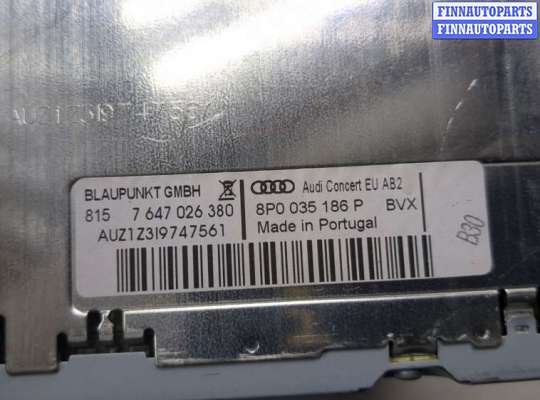 FINNAUTOPARTS
FINNAUTOPARTS
BLAUPUNKT GMBH
Audi Concert EU AB2
815 7 647 026 380
8P0 035 186 P BVX
AUZ1Z3I9747561
Made in Portugal
B30